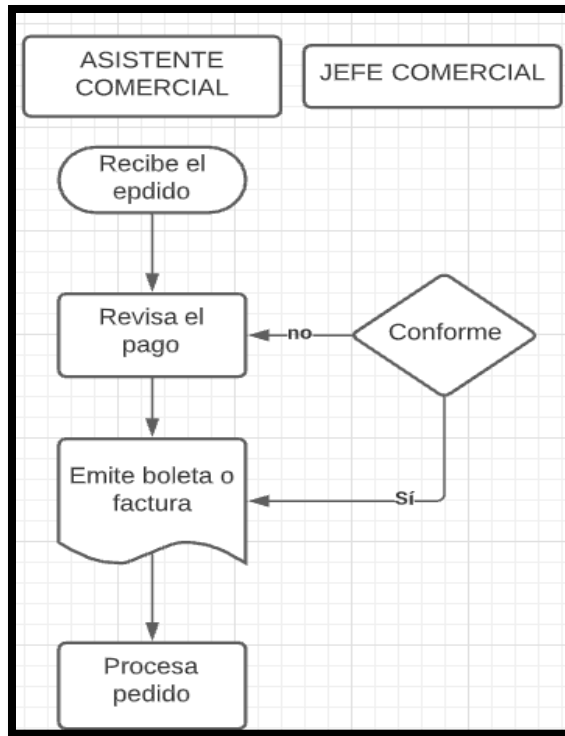 ASISTENTE
COMERCIAL
JEFE COMERCIAL
Recibe el
epdido
Revisa el
pago
no
Conforme
Emite boleta o
factura
Sí
Procesa
pedido